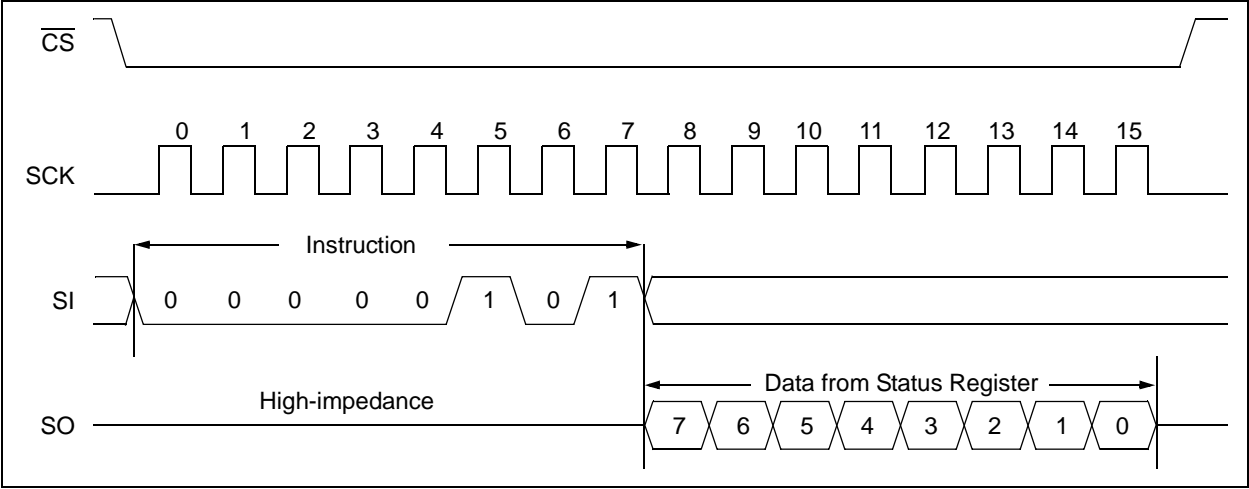 C̅S̅
0 1 2 3 4 5 6 7 8 9 10 11 12 13 14 15
SCK
Instruction
SI 0 0 0 0 0 1 0 1
Data from Status Register
High-impedance
SO 7 6 5 4 3 2 1 0